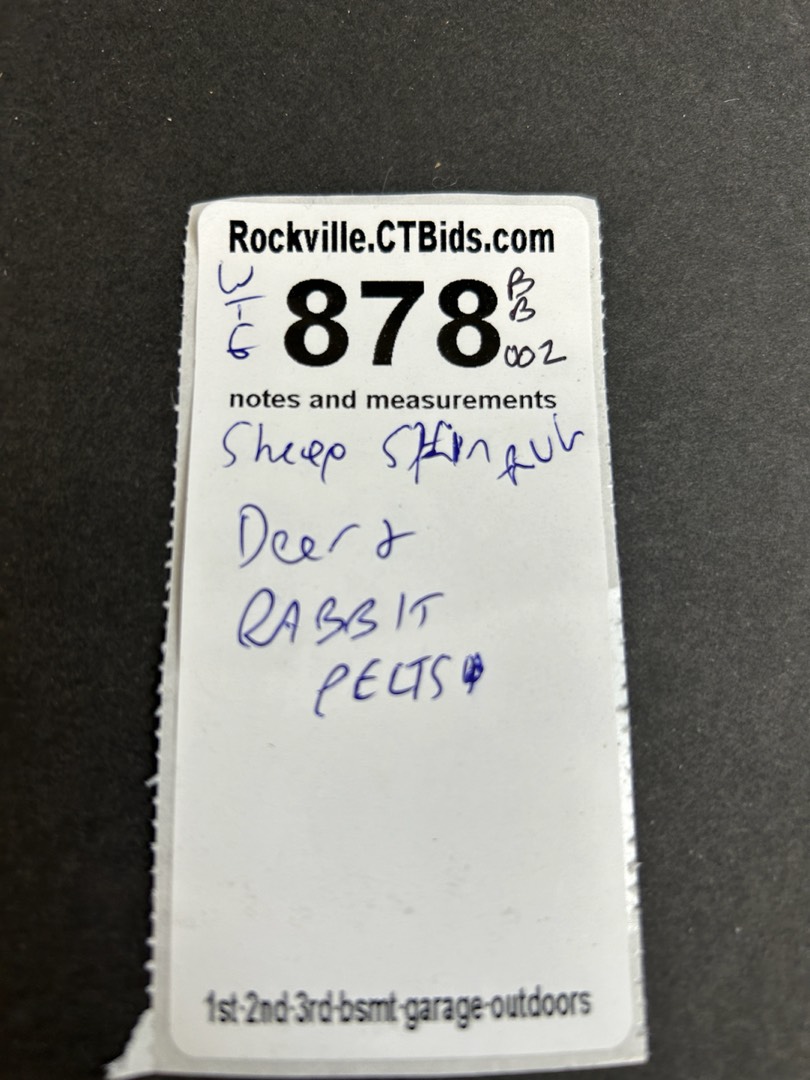 Rockville.CTBids.com
W
I
G
878
B
B
002
notes and measurements
Sheep Skin
Deer &
RABBIT
PELTS
1st-2nd-3rd-bsmt-garage-outdoors